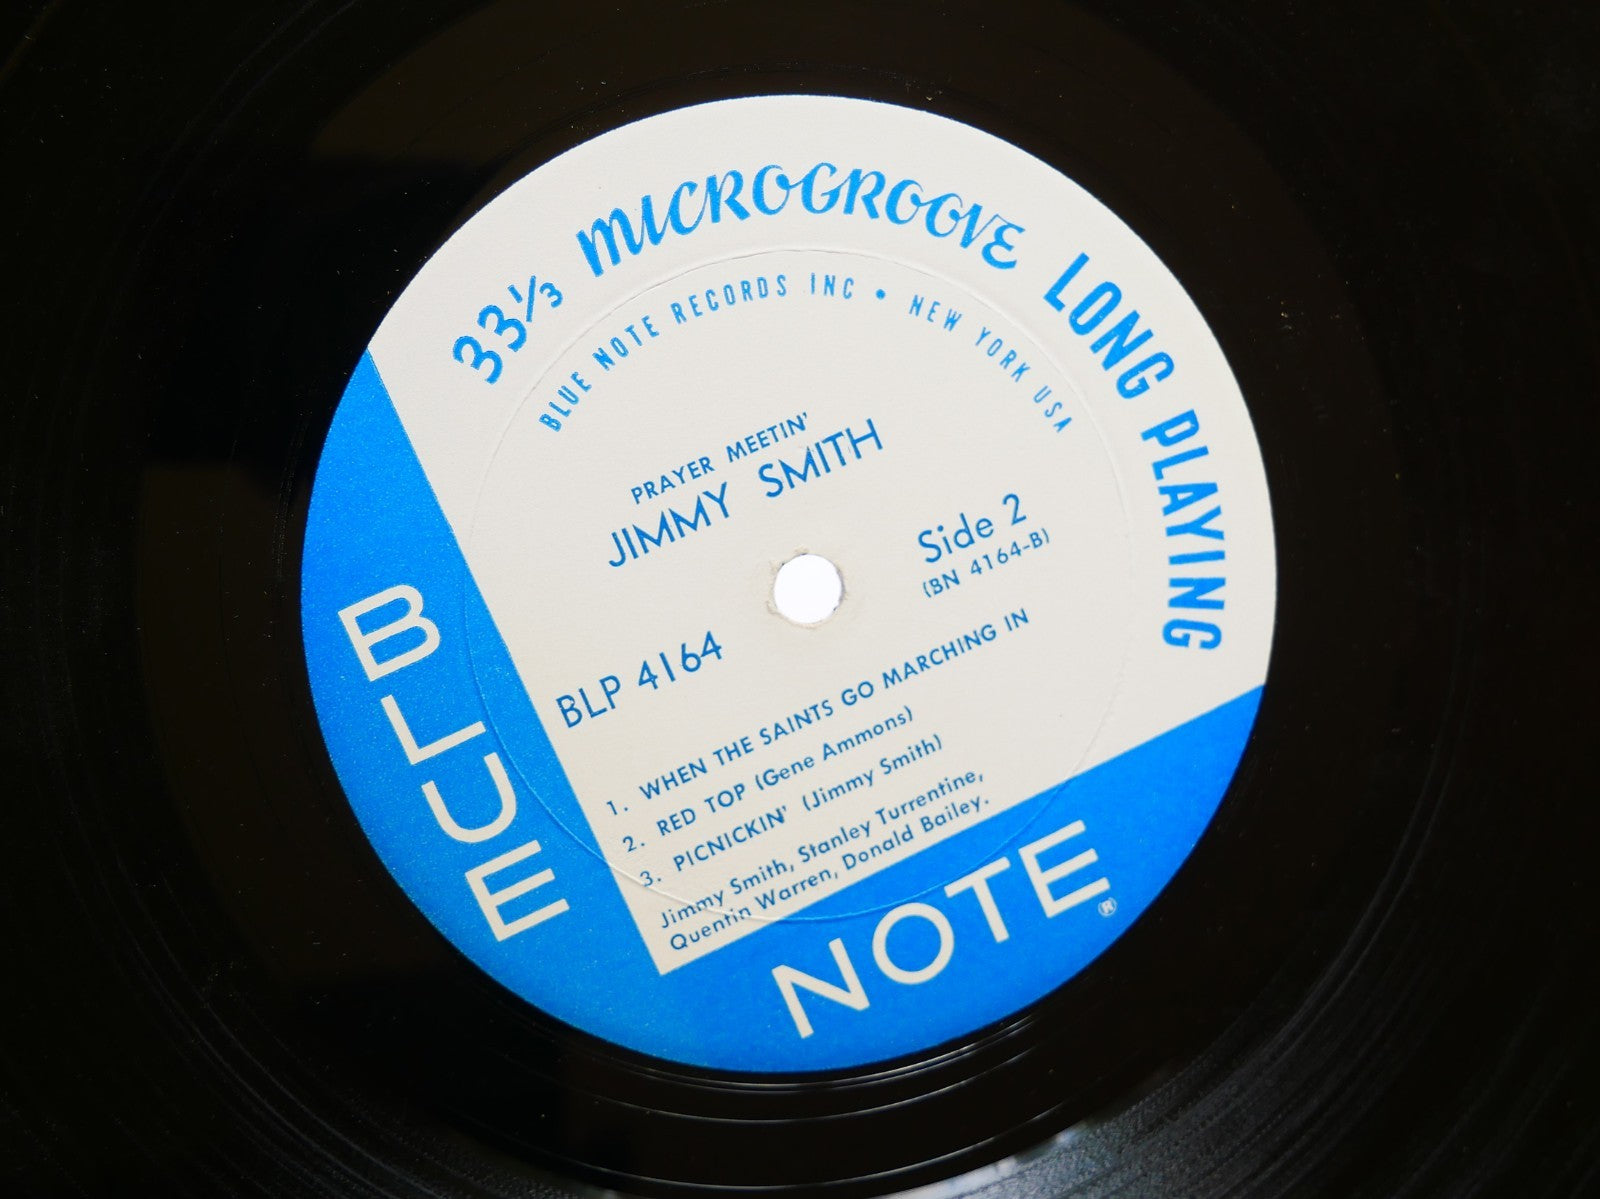 33⅓ MICROGROOVE LONG PLAYING
BLUE NOTE RECORDS INC • NEW YORK USA
PRAYER MEETIN'
JIMMY SMITH
Side 2
(BN 4164-B)
BLP 4164
1. WHEN THE SAINTS GO MARCHING IN
2. RED TOP (Gene Ammons)
3. PICNICKIN' (Jimmy Smith)
Jimmy Smith, Stanley Turrentine,
Quentin Warren, Donald Bailey.
BLUE
NOTE®